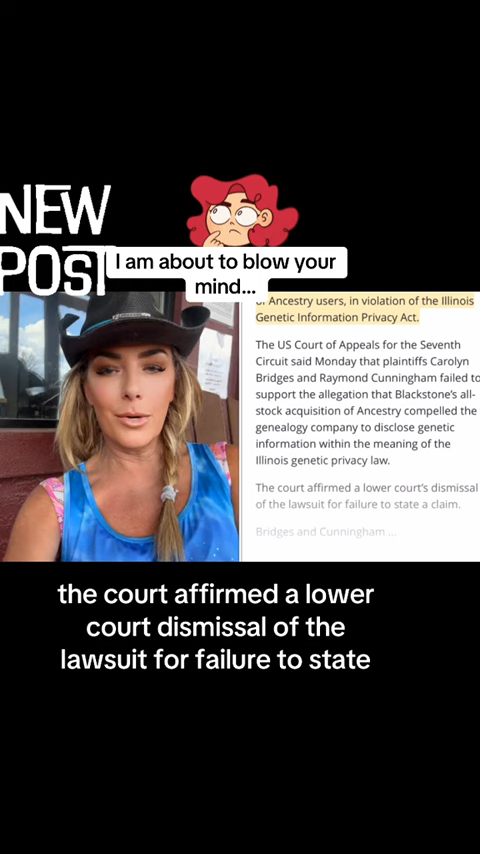 NEW
POST
I am about to blow your
mind...
of Ancestry users, in violation of the Illinois
Genetic Information Privacy Act.
The US Court of Appeals for the Seventh
Circuit said Monday that plaintiffs Carolyn
Bridges and Raymond Cunningham failed to
support the allegation that Blackstone's all-
stock acquisition of Ancestry compelled the
genealogy company to disclose genetic
information within the meaning of the
Illinois genetic privacy law.
The court affirmed a lower court's dismissal
of the lawsuit for failure to state a claim.
Bridges and Cunningham ...
the court affirmed a lower
court dismissal of the
lawsuit for failure to state